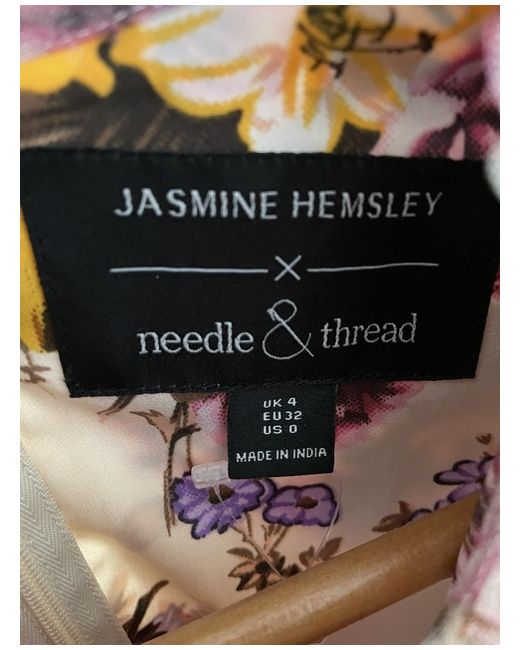 JASMINE HEMSLEY
X
needle & thread
UK 4
EU 32
US 0
MADE IN INDIA